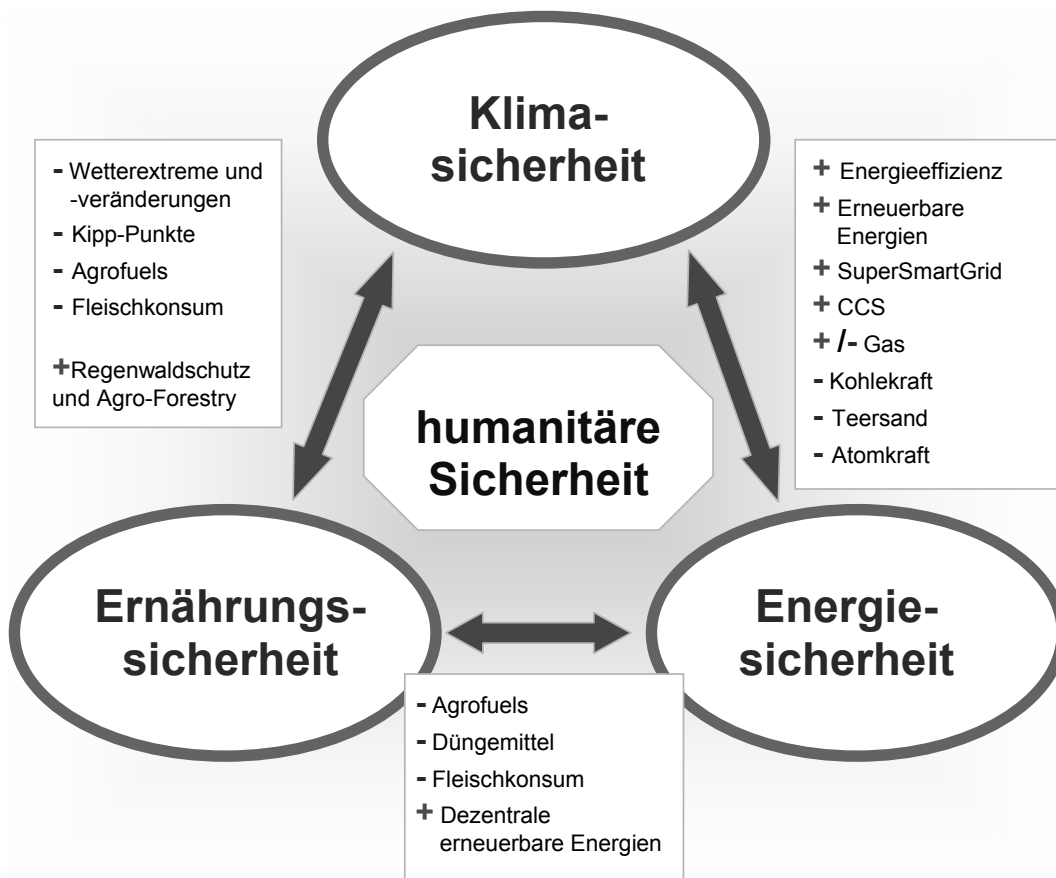 Klima-
sicherheit
- Wetterextreme und
-veränderungen
- Kipp-Punkte
- Agrofuels
- Fleischkonsum
+Regenwaldschutz
und Agro-Forestry
+ Energieeffizienz
+ Erneuerbare
Energien
+ SuperSmartGrid
+ CCS
+ /- Gas
- Kohlekraft
- Teersand
- Atomkraft
humanitäre
Sicherheit
Ernährungs-
sicherheit
Energie-
sicherheit
- Agrofuels
- Düngemittel
- Fleischkonsum
+ Dezentrale
erneuerbare Energien